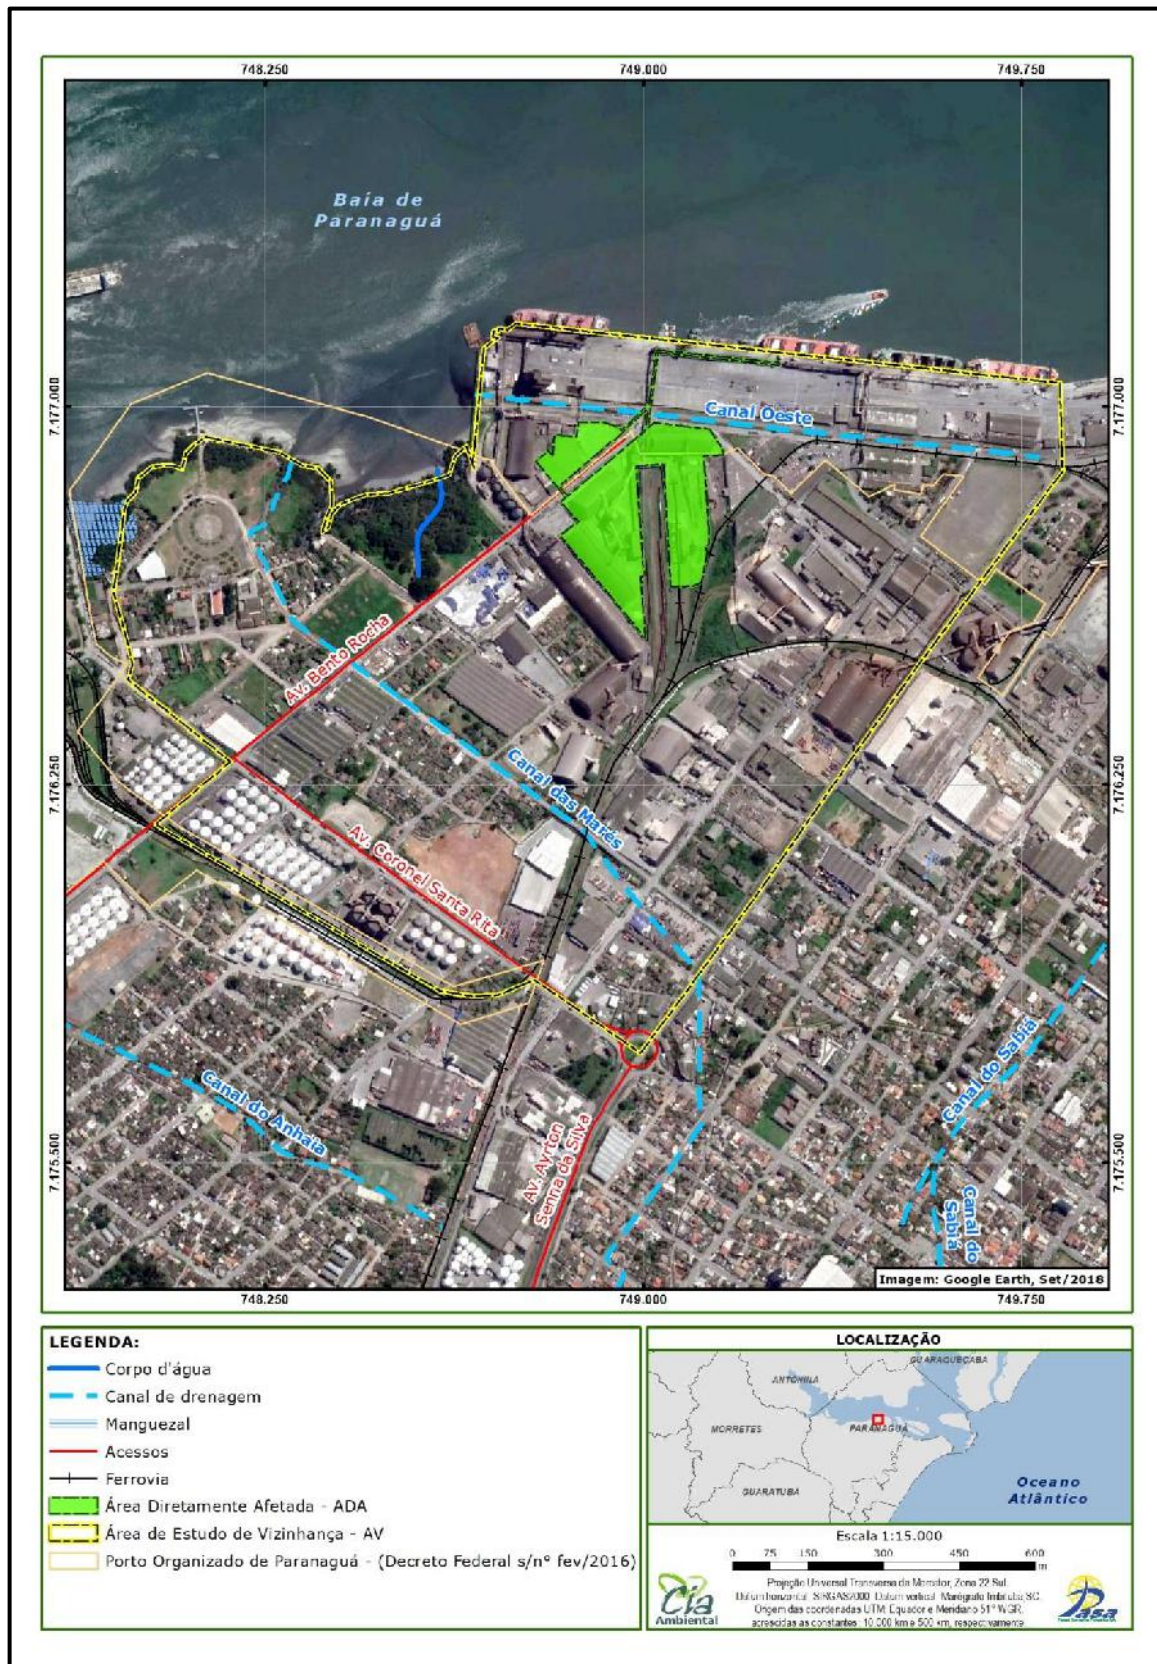 748.250
749.000
749.750
Baía de
Paranaguá
7.177.000
7.177.000
Canal Oeste
Av. Bento Rocha
Canal das Marés
7.176.250
7.176.250
Av. Coronel Santa Rita
Canal do Sabiá
Canal do Anhaia
Av. Ayrton
Senna da Silva
7.175.500
7.175.500
Canal do
Sabiá
Imagem: Google Earth, Set/2018
748.250
749.000
749.750
LEGENDA:
Corpo d'água
Canal de drenagem
Manguezal
Acessos
Ferrovia
Área Diretamente Afetada - ADA
Área de Estudo de Vizinhança - AV
Porto Organizado de Paranaguá - (Decreto Federal s/n° fev/2016)
LOCALIZAÇÃO
GUARAQUEÇABA
ANTONINA
MORRETES
PARANAGUÁ
GUARATUBA
Oceano
Atlântico
Escala 1:15.000
0 75 150 300 450 600
m
Projeção Universal Transversa de Mercator, Zona 22 Sul.
Datum horizontal: SIRGAS2000. Datum vertical: Marégrafo Imbituba, SC.
Origem das coordenadas UTM: Equador e Meridiano 51° WGR,
acrescidas as constantes: 10.000 km e 500 km, respectivamente.
Cia
Ambiental
Pasa